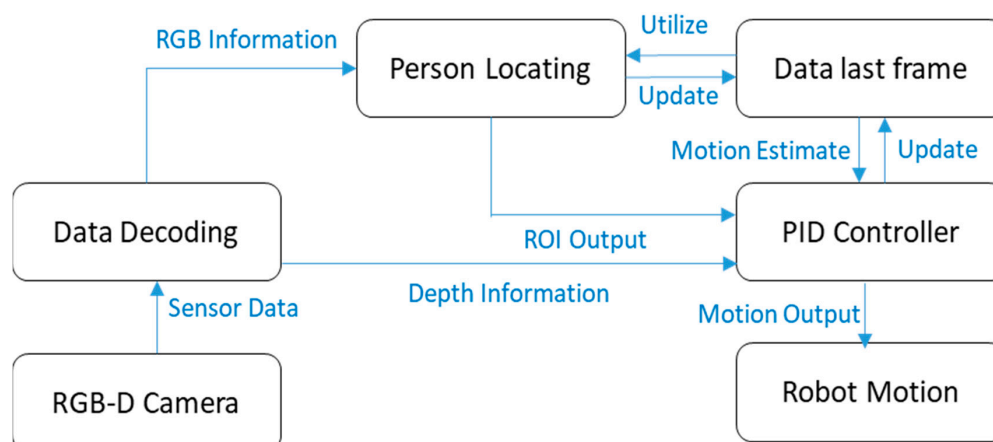 RGB Information
Person Locating
Utilize
Update
Data last frame
Motion Estimate
Update
Data Decoding
ROI Output
PID Controller
Sensor Data
Depth Information
Motion Output
RGB-D Camera
Robot Motion